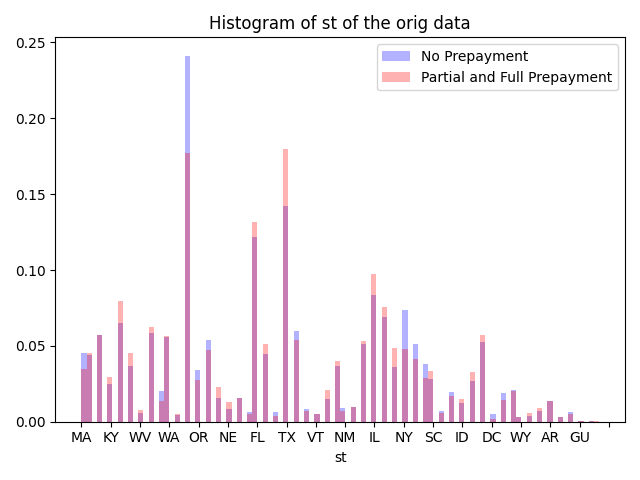 Histogram of st of the orig data
No Prepayment
Partial and Full Prepayment
0.25
0.20
0.15
0.10
0.05
0.00
MA KY WV WA OR NE FL TX VT NM IL NY SC ID DC WY AR GU
st